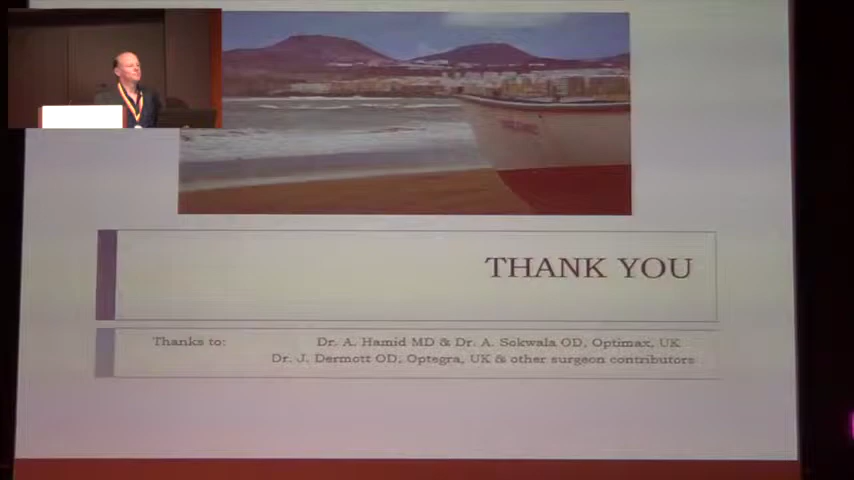 THANK YOU
Thanks to: Dr. A. Hamid MD & Dr. A. Sokwala OD, Optimax, UK
Dr. J. Dermott OD, Optegra, UK & other surgeon contributors